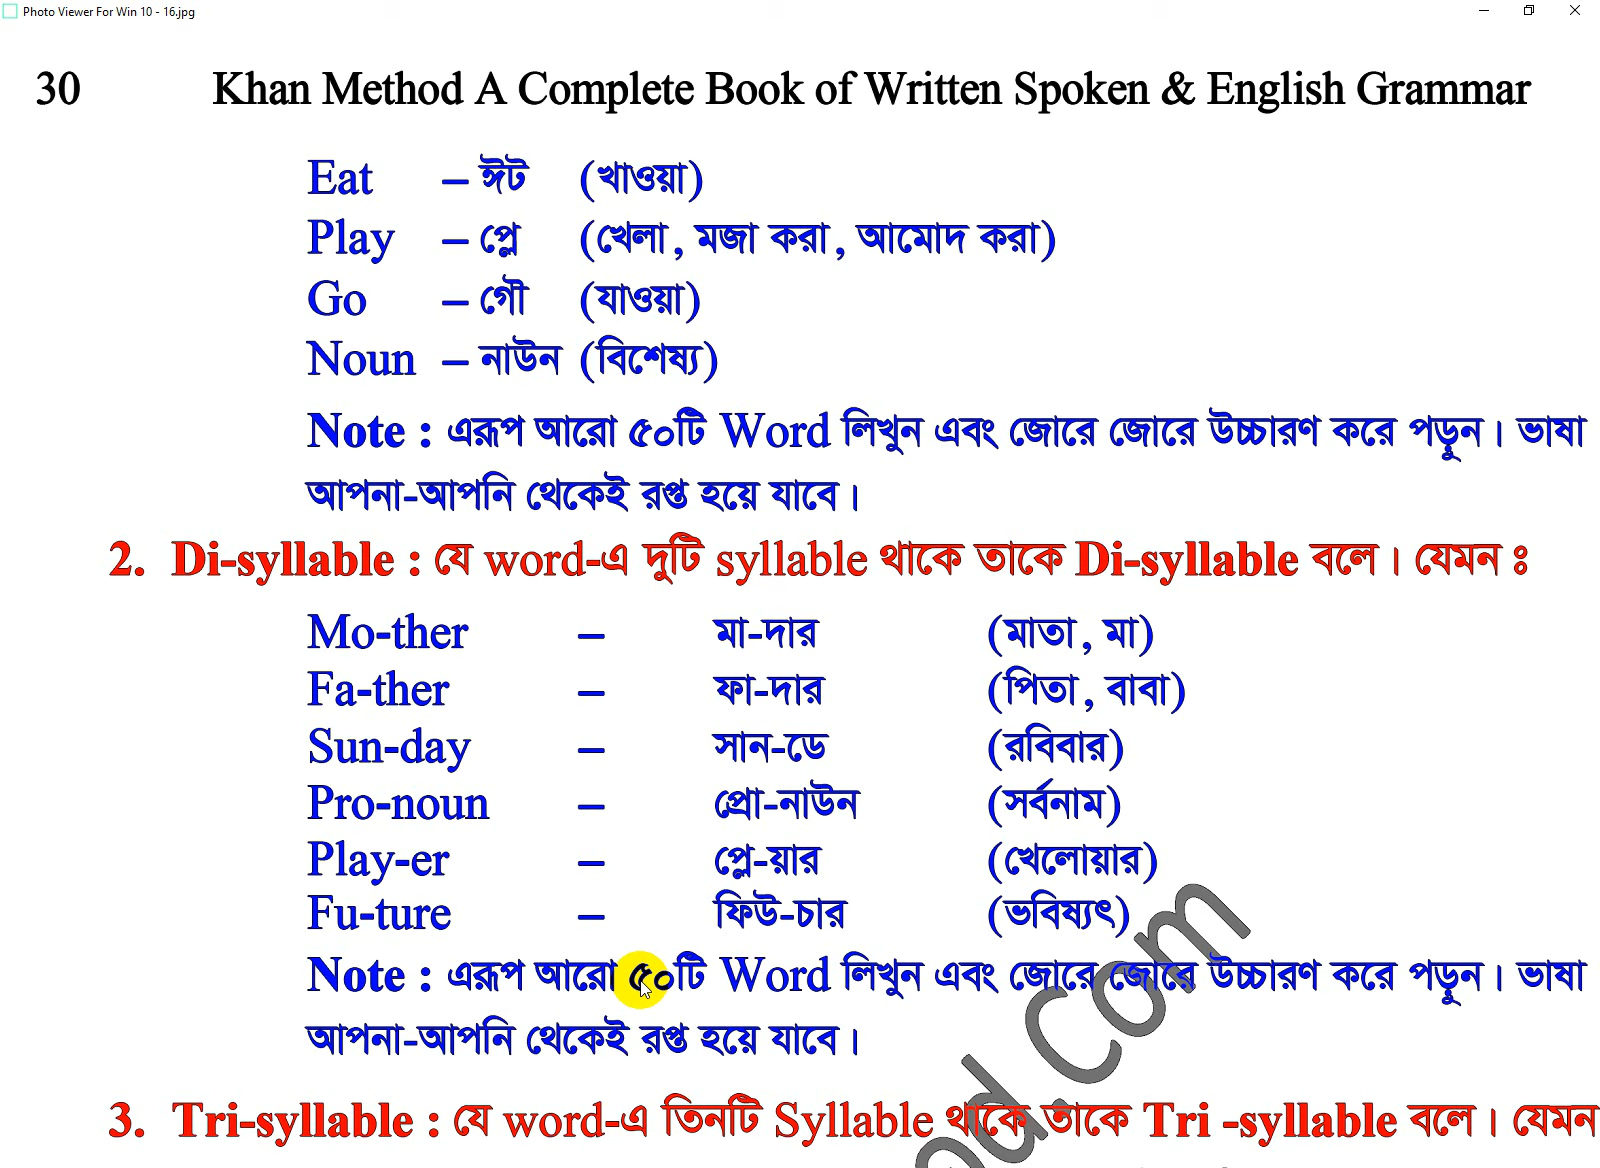 Photo Viewer For Win 10 - 16.jpg
30 Khan Method A Complete Book of Written Spoken & English Grammar
Eat – ঈট (খাওয়া)
Play – প্লে (খেলা, মজা করা, আমোদ করা)
Go – গৌ (যাওয়া)
Noun – নাউন (বিশেষ্য)
Note : এরূপ আরো ৫০টি Word লিখুন এবং জোরে জোরে উচ্চারণ করে পড়ুন। ভাষা
আপনা-আপনি থেকেই রপ্ত হয়ে যাবে।
2. Di-syllable : যে word-এ দুটি syllable থাকে তাকে Di-syllable বলে। যেমন ঃ
Mo-ther – মা-দার (মাতা, মা)
Fa-ther – ফা-দার (পিতা, বাবা)
Sun-day – সান-ডে (রবিবার)
Pro-noun – প্রো-নাউন (সর্বনাম)
Play-er – প্লে-য়ার (খেলোয়ার)
Fu-ture – ফিউ-চার (ভবিষ্যৎ)
Note : এরূপ আরো ৫০টি Word লিখুন এবং জোরে জোরে উচ্চারণ করে পড়ুন। ভাষা
আপনা-আপনি থেকেই রপ্ত হয়ে যাবে।
3. Tri-syllable : যে word-এ তিনটি Syllable থাকে তাকে Tri -syllable বলে। যেমন
od.Com